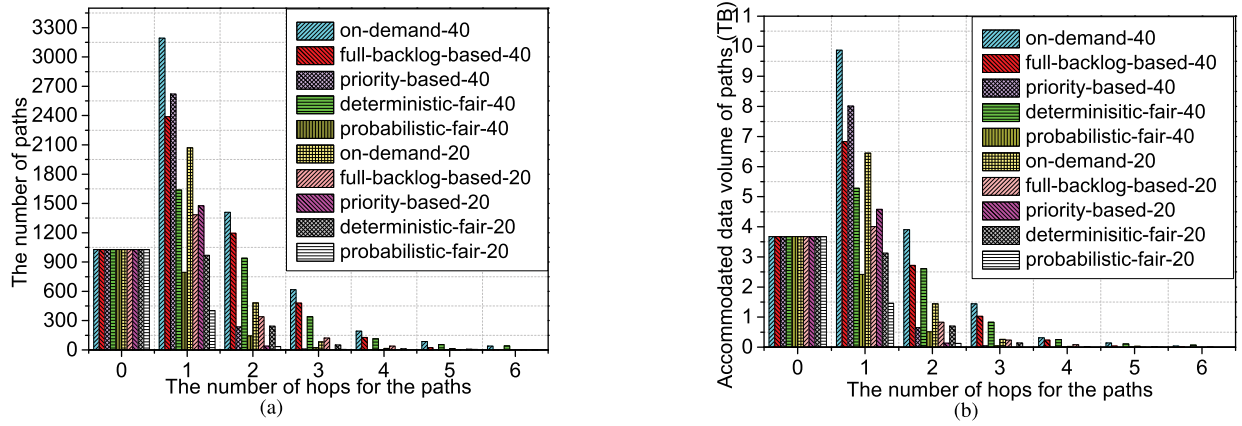 3300
3000
2700
2400
2100
1800
1500
1200
900
600
300
0
The number of paths
on-demand-40
full-backlog-based-40
priority-based-40
deterministic-fair-40
probabilistic-fair-40
on-demand-20
full-backlog-based-20
priority-based-20
deterministic-fair-20
probabilistic-fair-20
0 1 2 3 4 5 6
The number of hops for the paths
(a)
11
10
9
8
7
6
5
4
3
2
1
0
Accommodated data volume of paths (TB)
on-demand-40
full-backlog-based-40
priority-based-40
determinisitic-fair-40
probabilistic-fair-40
on-demand-20
full-backlog-based-20
priority-based-20
determinisitic-fair-20
probabilistic-fair-20
0 1 2 3 4 5 6
The number of hops for the paths
(b)